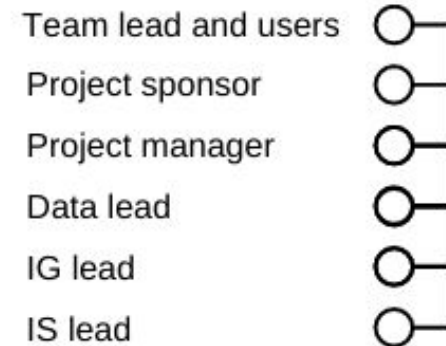 Team lead and users
Project sponsor
Project manager
Data lead
IG lead
IS lead